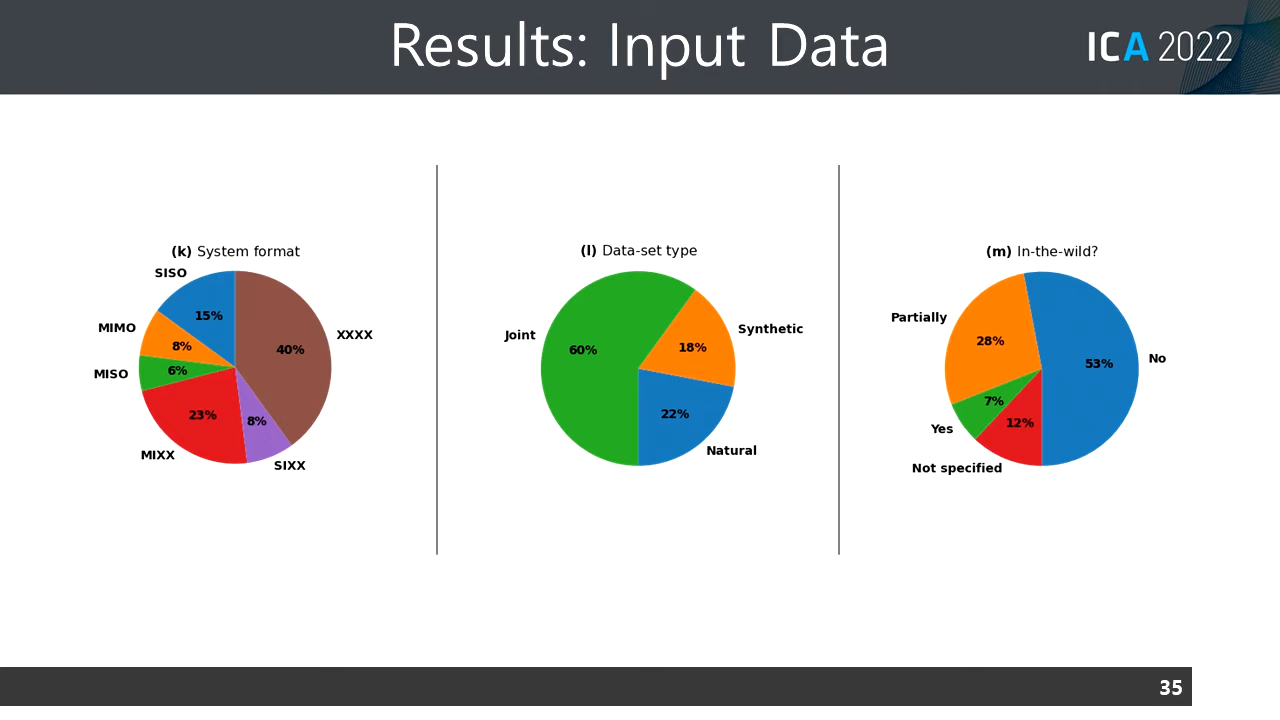 Results: Input Data
ICA 2022
(k) System format
SISO
15%
MIMO
8%
MISO
6%
MIXX
23%
SIXX
8%
XXXX
40%
(l) Data-set type
Joint
60%
Synthetic
18%
Natural
22%
(m) In-the-wild?
Partially
28%
No
53%
Yes
7%
Not specified
12%
35